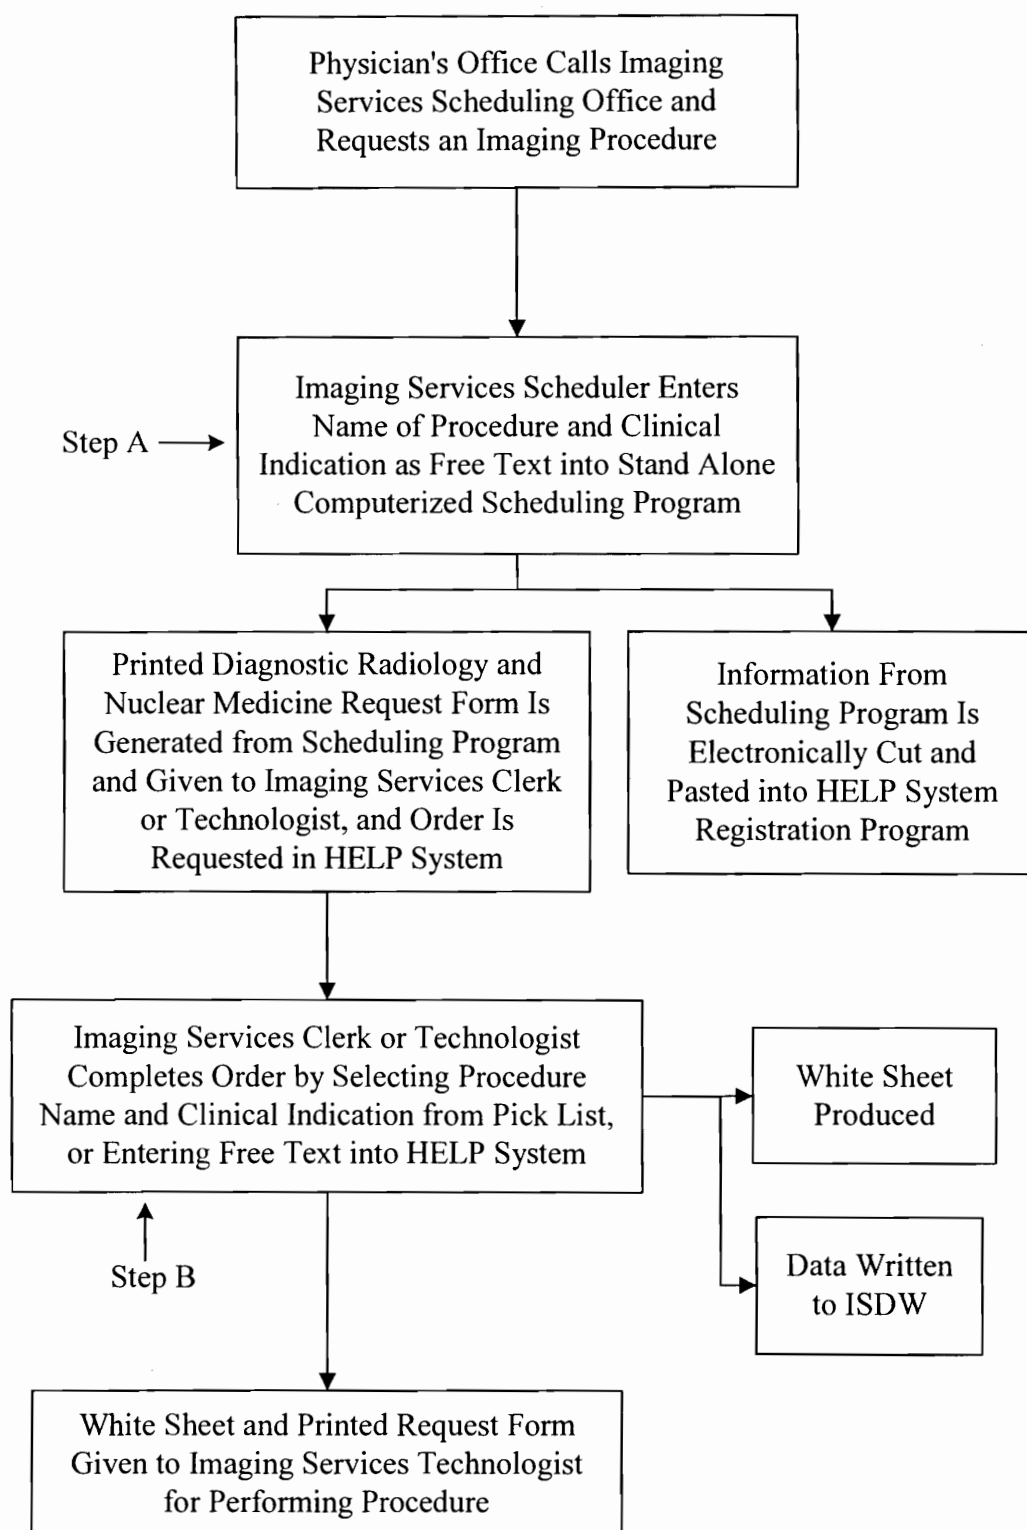 Physician's Office Calls Imaging
Services Scheduling Office and
Requests an Imaging Procedure
Step A
Imaging Services Scheduler Enters
Name of Procedure and Clinical
Indication as Free Text into Stand Alone
Computerized Scheduling Program
Printed Diagnostic Radiology and
Nuclear Medicine Request Form Is
Generated from Scheduling Program
and Given to Imaging Services Clerk
or Technologist, and Order Is
Requested in HELP System
Information From
Scheduling Program Is
Electronically Cut and
Pasted into HELP System
Registration Program
Imaging Services Clerk or Technologist
Completes Order by Selecting Procedure
Name and Clinical Indication from Pick List,
or Entering Free Text into HELP System
White Sheet
Produced
Step B
Data Written
to ISDW
White Sheet and Printed Request Form
Given to Imaging Services Technologist
for Performing Procedure